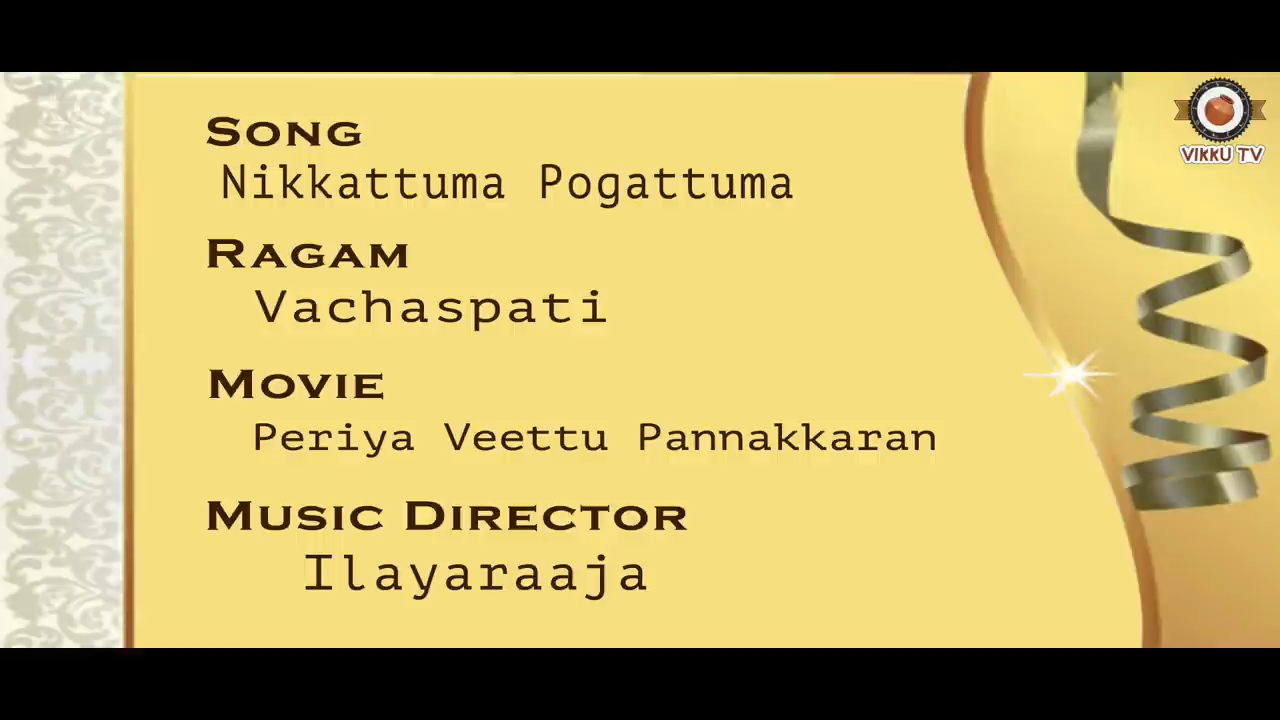 SONG
Nikkattuma Pogattuma
RAGAM
Vachaspati
MOVIE
Periya Veettu Pannakkaran
MUSIC DIRECTOR
Ilayaraaja
VIKKU TV